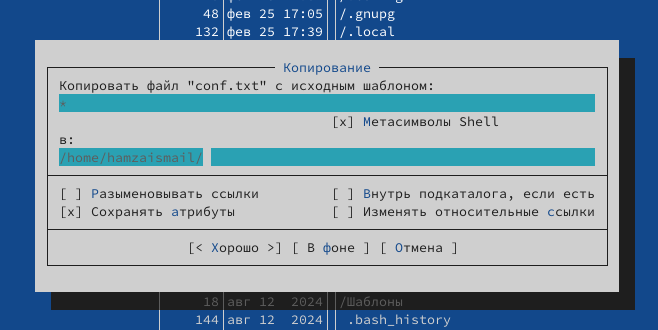 48 фев 25 17:05 /.gnupg
132 фев 25 17:39 /.local
Копирование
Копировать файл "conf.txt" с исходным шаблоном:
*
[x] Метасимволы Shell
в:
/home/hamzaismail/
[ ] Разыменовывать ссылки [ ] Внутрь подкаталога, если есть
[x] Сохранять атрибуты [ ] Изменять относительные ссылки
[< Хорошо >] [ В фоне ] [ Отмена ]
18 авг 12 2024 /Шаблоны
144 авг 12 2024 .bash_history